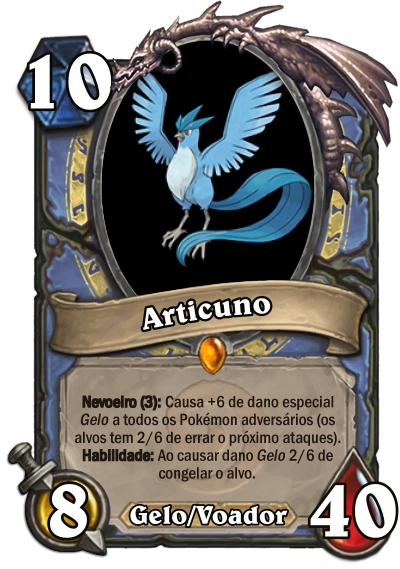 10
Articuno
Nevoeiro (3): Causa +6 de dano especial
Gelo a todos os Pokémon adversários (os
alvos tem 2/6 de errar o próximo ataques).
Habilidade: Ao causar dano Gelo 2/6 de
congelar o alvo.
8
Gelo/Voador
40